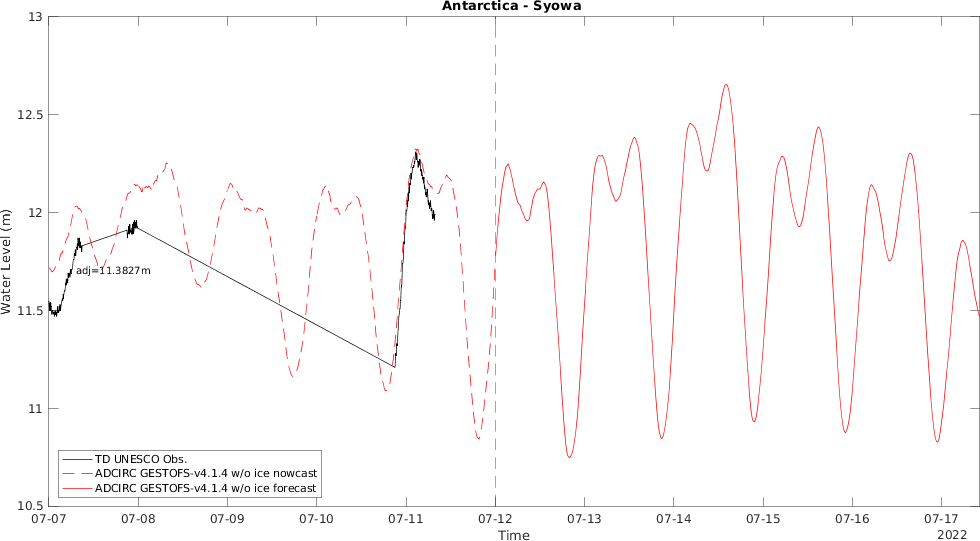 Antarctica - Syowa
13
12.5
12
11.5
11
10.5
Water Level (m)
adj=11.3827m
TD UNESCO Obs.
ADCIRC GESTOFS-v4.1.4 w/o ice nowcast
ADCIRC GESTOFS-v4.1.4 w/o ice forecast
07-07 07-08 07-09 07-10 07-11 07-12 07-13 07-14 07-15 07-16 07-17
2022
Time